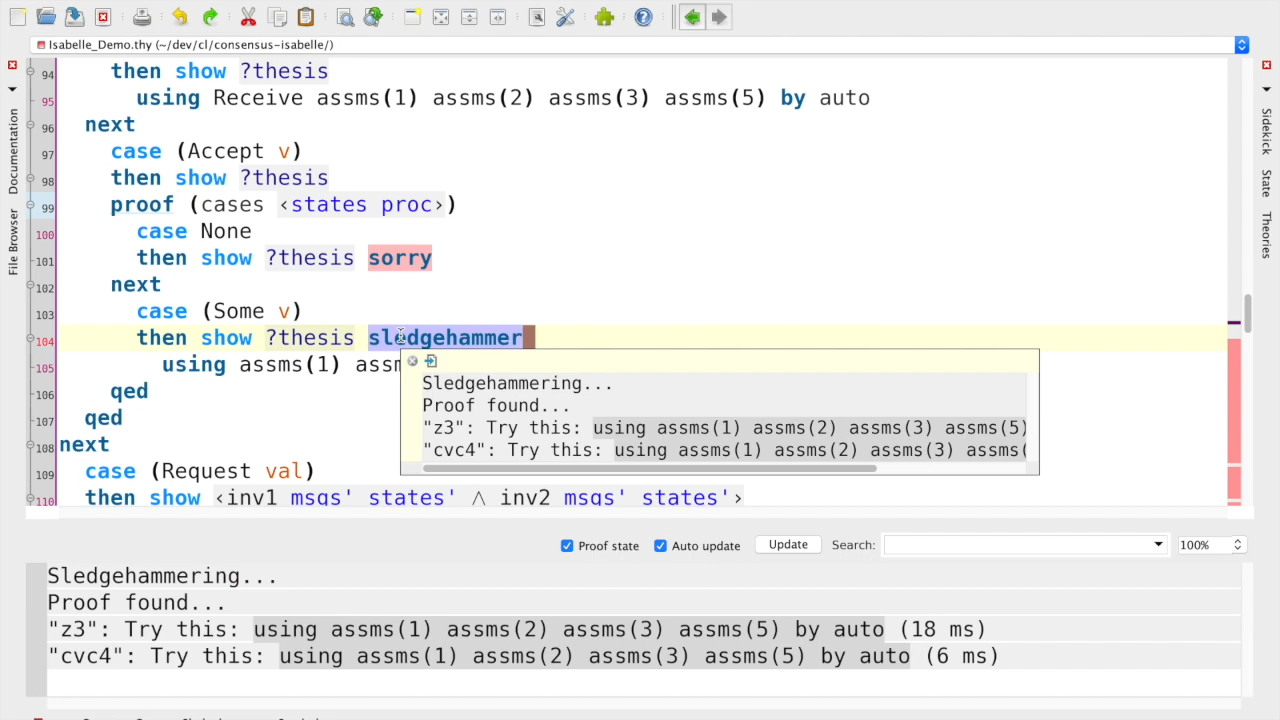 Isabelle_Demo.thy (~/dev/cl/consensus-isabelle/)
Documentation
File Browser
94 then show ?thesis
95 using Receive assms(1) assms(2) assms(3) assms(5) by auto
96 next
97 case (Accept v)
98 then show ?thesis
99 proof (cases ‹states proc›)
100 case None
101 then show ?thesis sorry
102 next
103 case (Some v)
104 then show ?thesis sledgehammer
105 using assms(1)
106 qed
107 qed
108 next
109 case (Request val)
110 then show ‹inv1 msgs' states' ∧ inv2 msgs' states'›
Sledgehammering...
Proof found...
"z3": Try this: using assms(1) assms(2) assms(3) assms(5)
"cvc4": Try this: using assms(1) assms(2) assms(3) assms(
Sidekick
State
Theories
Proof state Auto update Update Search: 100%
Sledgehammering...
Proof found...
"z3": Try this: using assms(1) assms(2) assms(3) assms(5) by auto (18 ms)
"cvc4": Try this: using assms(1) assms(2) assms(3) assms(5) by auto (6 ms)